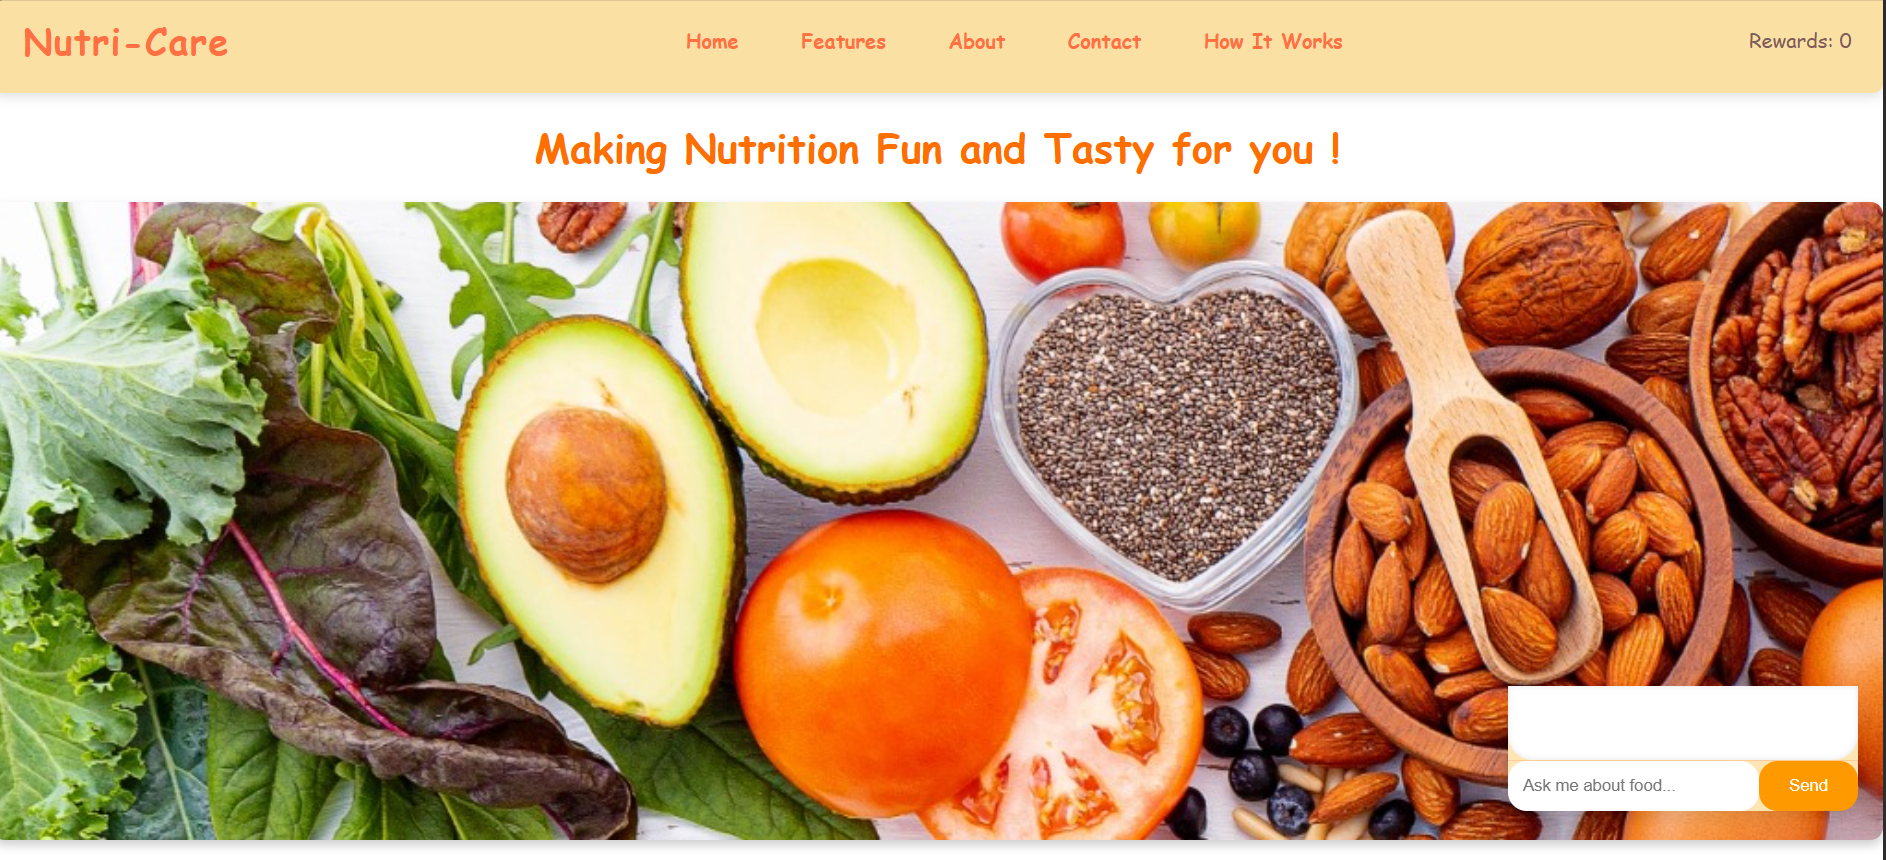 Nutri-Care Home Features About Contact How It Works Rewards: 0
Making Nutrition Fun and Tasty for you !
Ask me about food... Send